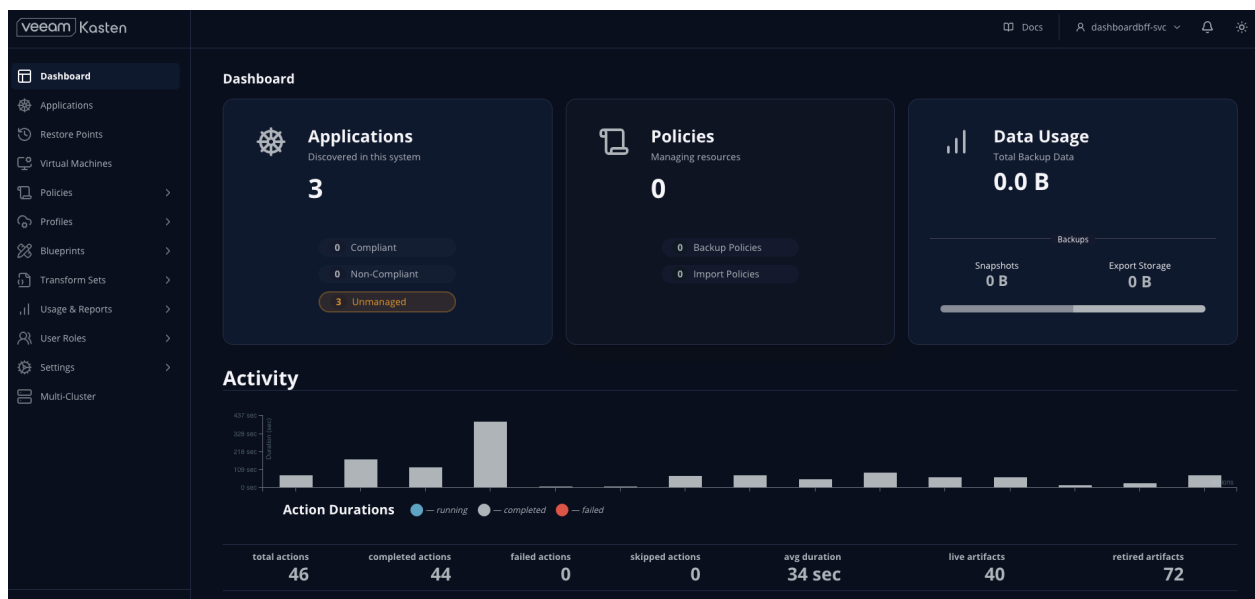 veeam Kasten
Docs
dashboardbff-svc
Dashboard
Applications
Restore Points
Virtual Machines
Policies
Profiles
Blueprints
Transform Sets
Usage & Reports
User Roles
Settings
Multi-Cluster
Dashboard
Applications
Discovered in this system
3
0 Compliant
0 Non-Compliant
3 Unmanaged
Policies
Managing resources
0
0 Backup Policies
0 Import Policies
Data Usage
Total Backup Data
0.0 B
Backups
Snapshots
0 B
Export Storage
0 B
Activity
437 sec
328 sec
218 sec
109 sec
0 sec
Duration (sec)
Action Durations — running — completed — failed
total actions
46
completed actions
44
failed actions
0
skipped actions
0
avg duration
34 sec
live artifacts
40
retired artifacts
72